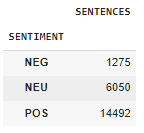 SENTENCES
SENTIMENT
NEG 1275
NEU 6050
POS 14492